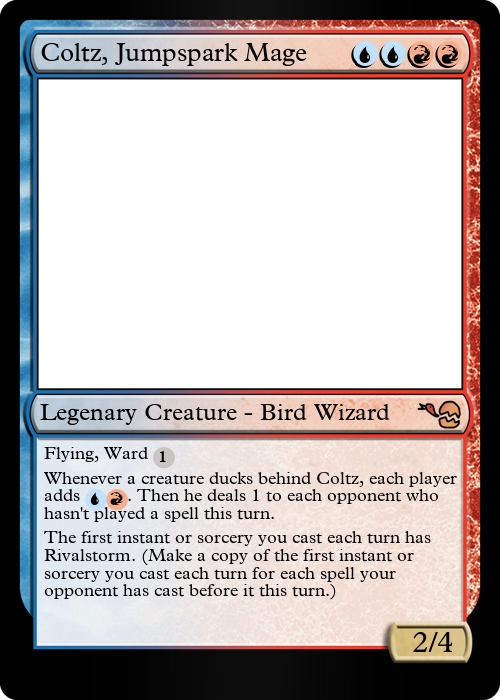 Coltz, Jumpspark Mage
Legenary Creature - Bird Wizard
Flying, Ward 1
Whenever a creature ducks behind Coltz, each player
adds . Then he deals 1 to each opponent who
hasn't played a spell this turn.
The first instant or sorcery you cast each turn has
Rivalstorm. (Make a copy of the first instant or
sorcery you cast each turn for each spell your
opponent has cast before it this turn.)
2/4